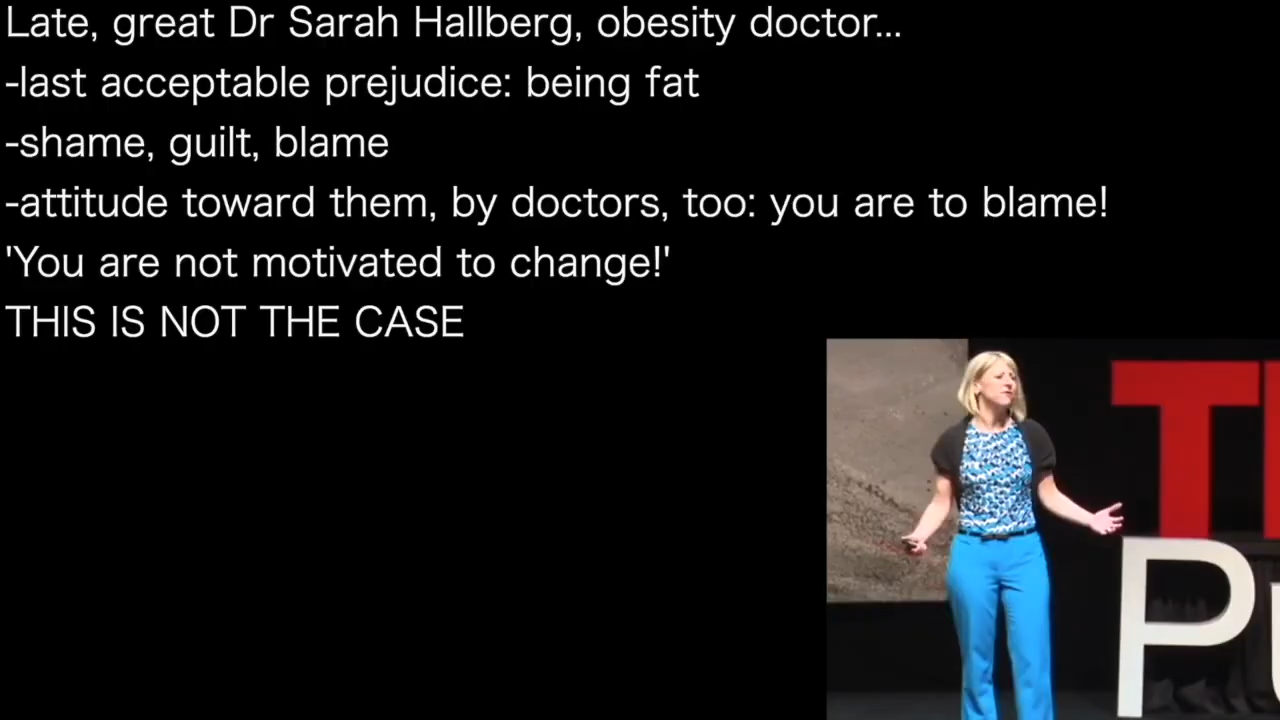 Late, great Dr Sarah Hallberg, obesity doctor...
-last acceptable prejudice: being fat
-shame, guilt, blame
-attitude toward them, by doctors, too: you are to blame!
'You are not motivated to change!'
THIS IS NOT THE CASE